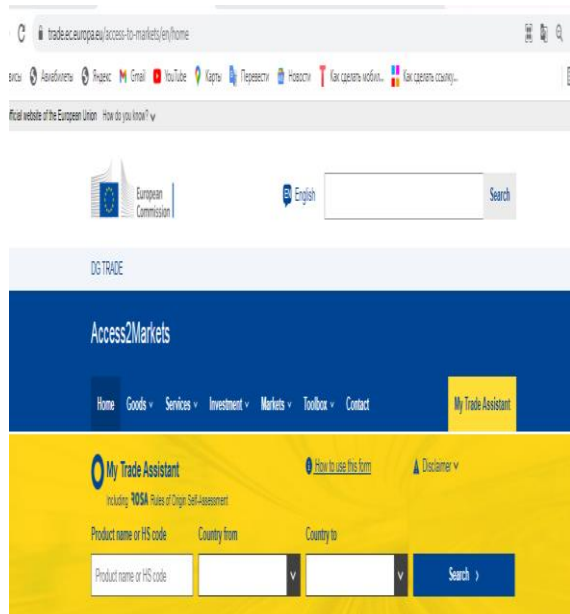 trade.ec.europa.eu/access-to-markets/en/home
Авиабилеты Яндекс Gmail YouTube Карты Перевести Новости Как сделать мобил... Как сделать ссылку...
official website of the European Union How do you know?
European
Commission
EN English Search
DG TRADE
Access2Markets
Home Goods Services Investment Markets Toolbox Contact My Trade Assistant
My Trade Assistant How to use this form Disclaimer
Including ROSA Rules of Origin Self-Assessment
Product name or HS code Country from Country to
Product name or HS code Search >